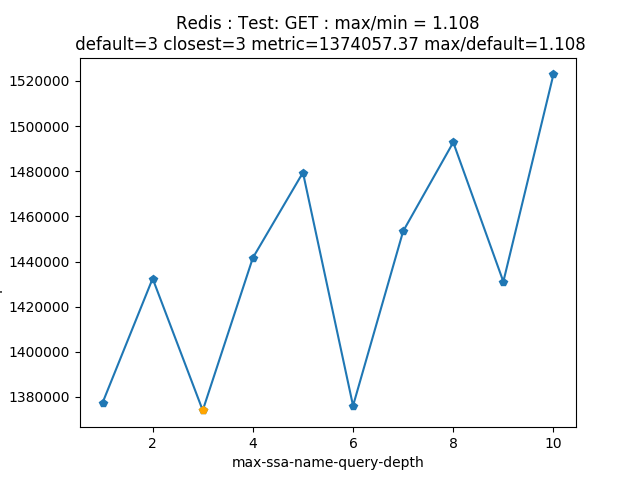 Redis : Test: GET : max/min = 1.108
default=3 closest=3 metric=1374057.37 max/default=1.108
1520000
1500000
1480000
1460000
1440000
1420000
1400000
1380000
2 4 6 8 10
max-ssa-name-query-depth